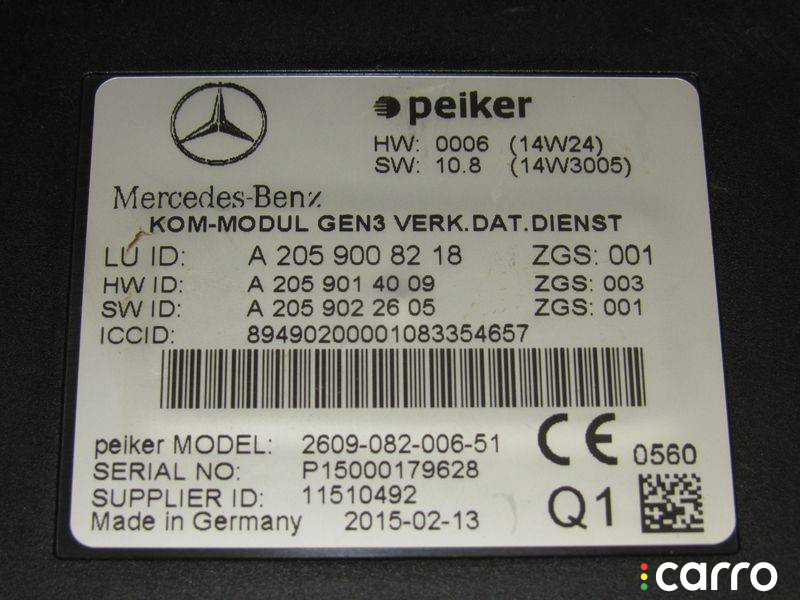 peiker
HW: 0006 (14W24)
SW: 10.8 (14W3005)
Mercedes-Benz
KOM-MODUL GEN3 VERK.DAT.DIENST
LU ID: A 205 900 82 18 ZGS: 001
HW ID: A 205 901 40 09 ZGS: 003
SW ID: A 205 902 26 05 ZGS: 001
ICCID: 89490200001083354657
peiker MODEL: 2609-082-006-51
CE 0560
SERIAL NO: P15000179628
SUPPLIER ID: 11510492
Made in Germany 2015-02-13
Q1
carro